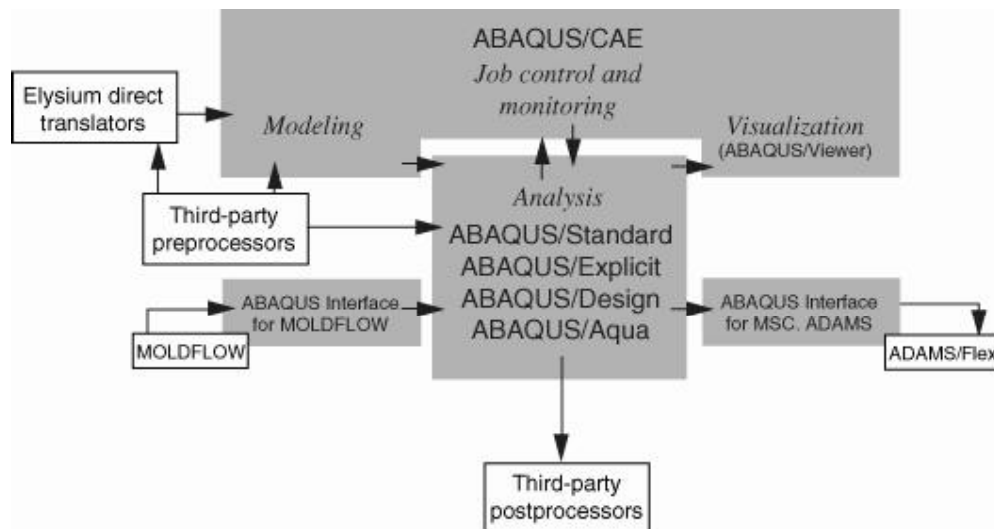 ABAQUS/CAE
Job control and
monitoring
Elysium direct
translators
Modeling
Visualization
(ABAQUS/Viewer)
Third-party
preprocessors
Analysis
ABAQUS/Standard
ABAQUS/Explicit
ABAQUS/Design
ABAQUS/Aqua
ABAQUS Interface
for MOLDFLOW
MOLDFLOW
ABAQUS Interface
for MSC. ADAMS
ADAMS/Flex
Third-party
postprocessors